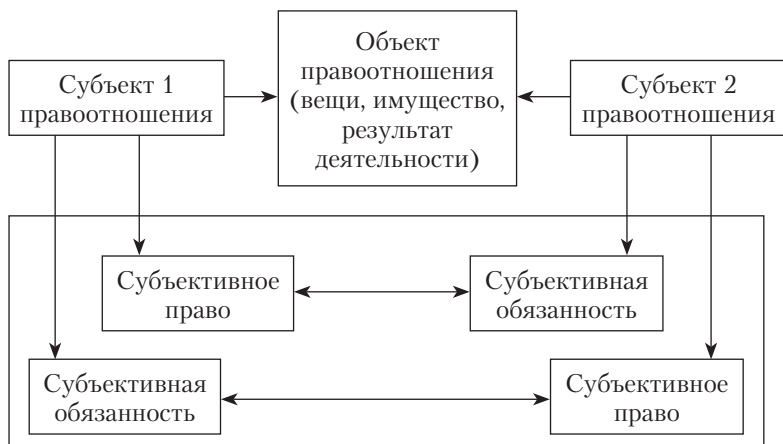 Объект
правоотношения
(вещи, имущество,
результат
деятельности)
Субъект 1
правоотношения
Субъект 2
правоотношения
Субъективное
право
Субъективная
обязанность
Субъективная
обязанность
Субъективное
право